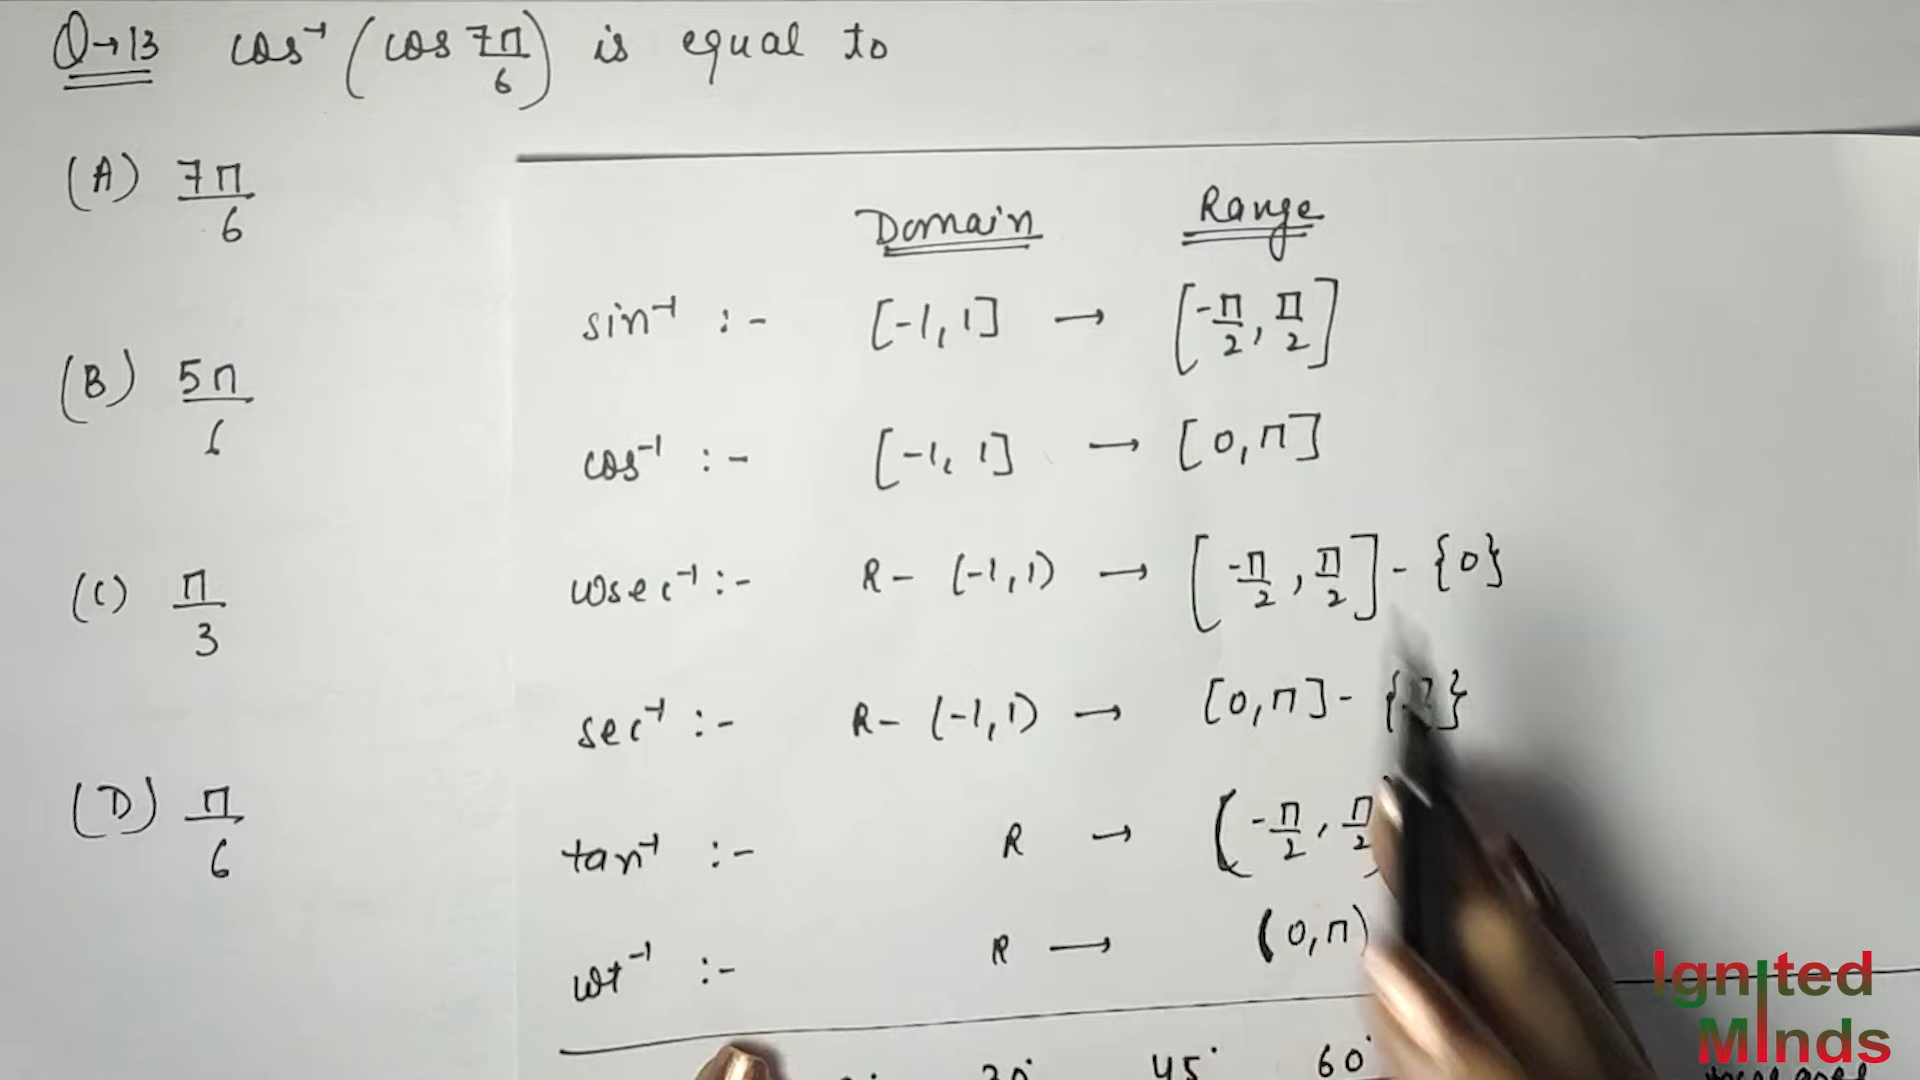 Q→13 cos⁻¹(cos 7π/6) is equal to
(A) 7π/6
(B) 5π/6
(C) π/3
(D) π/6
Domain Range
sin⁻¹ :- [-1, 1] → [-π/2, π/2]
cos⁻¹ :- [-1, 1] → [0, π]
cosec⁻¹ :- R - (-1, 1) → [-π/2, π/2] - {0}
sec⁻¹ :- R - (-1, 1) → [0, π] - { }
tan⁻¹ :- R → (-π/2, π/2
cot⁻¹ :- R → (0, π)
45° 60°
Ignited
Minds